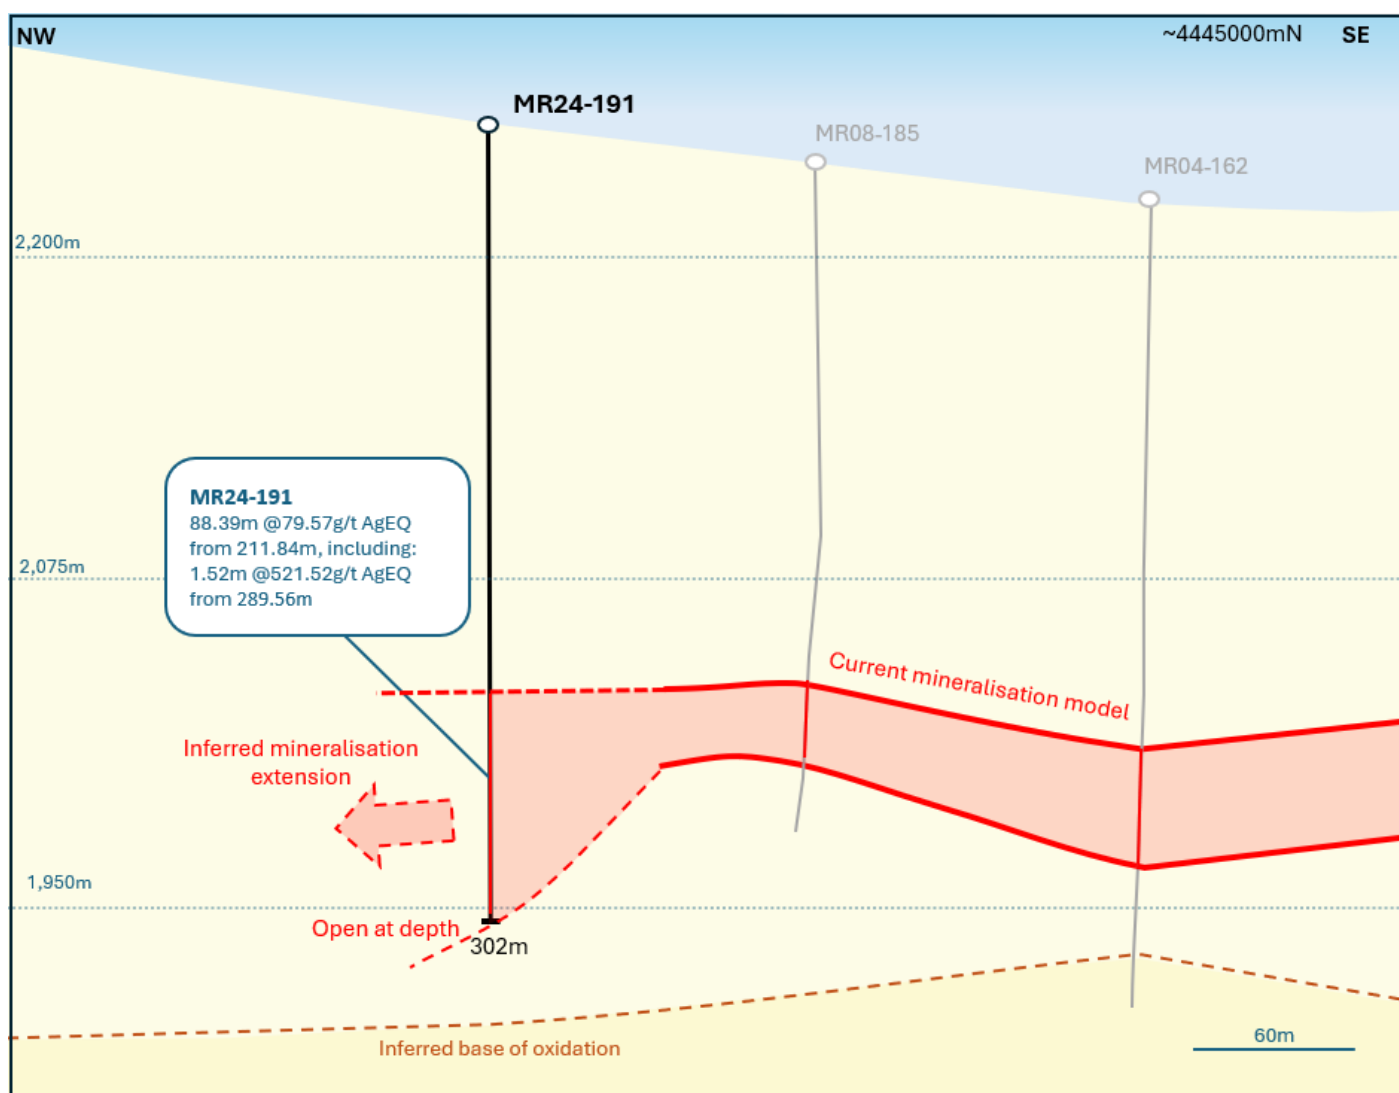 NW
~4445000mN
SE
MR24-191
MR08-185
MR04-162
2,200m
MR24-191
88.39m @79.57g/t AgEQ
from 211.84m, including:
1.52m @521.52g/t AgEQ
from 289.56m
2,075m
Current mineralisation model
Inferred mineralisation
extension
1,950m
Open at depth
302m
Inferred base of oxidation
60m